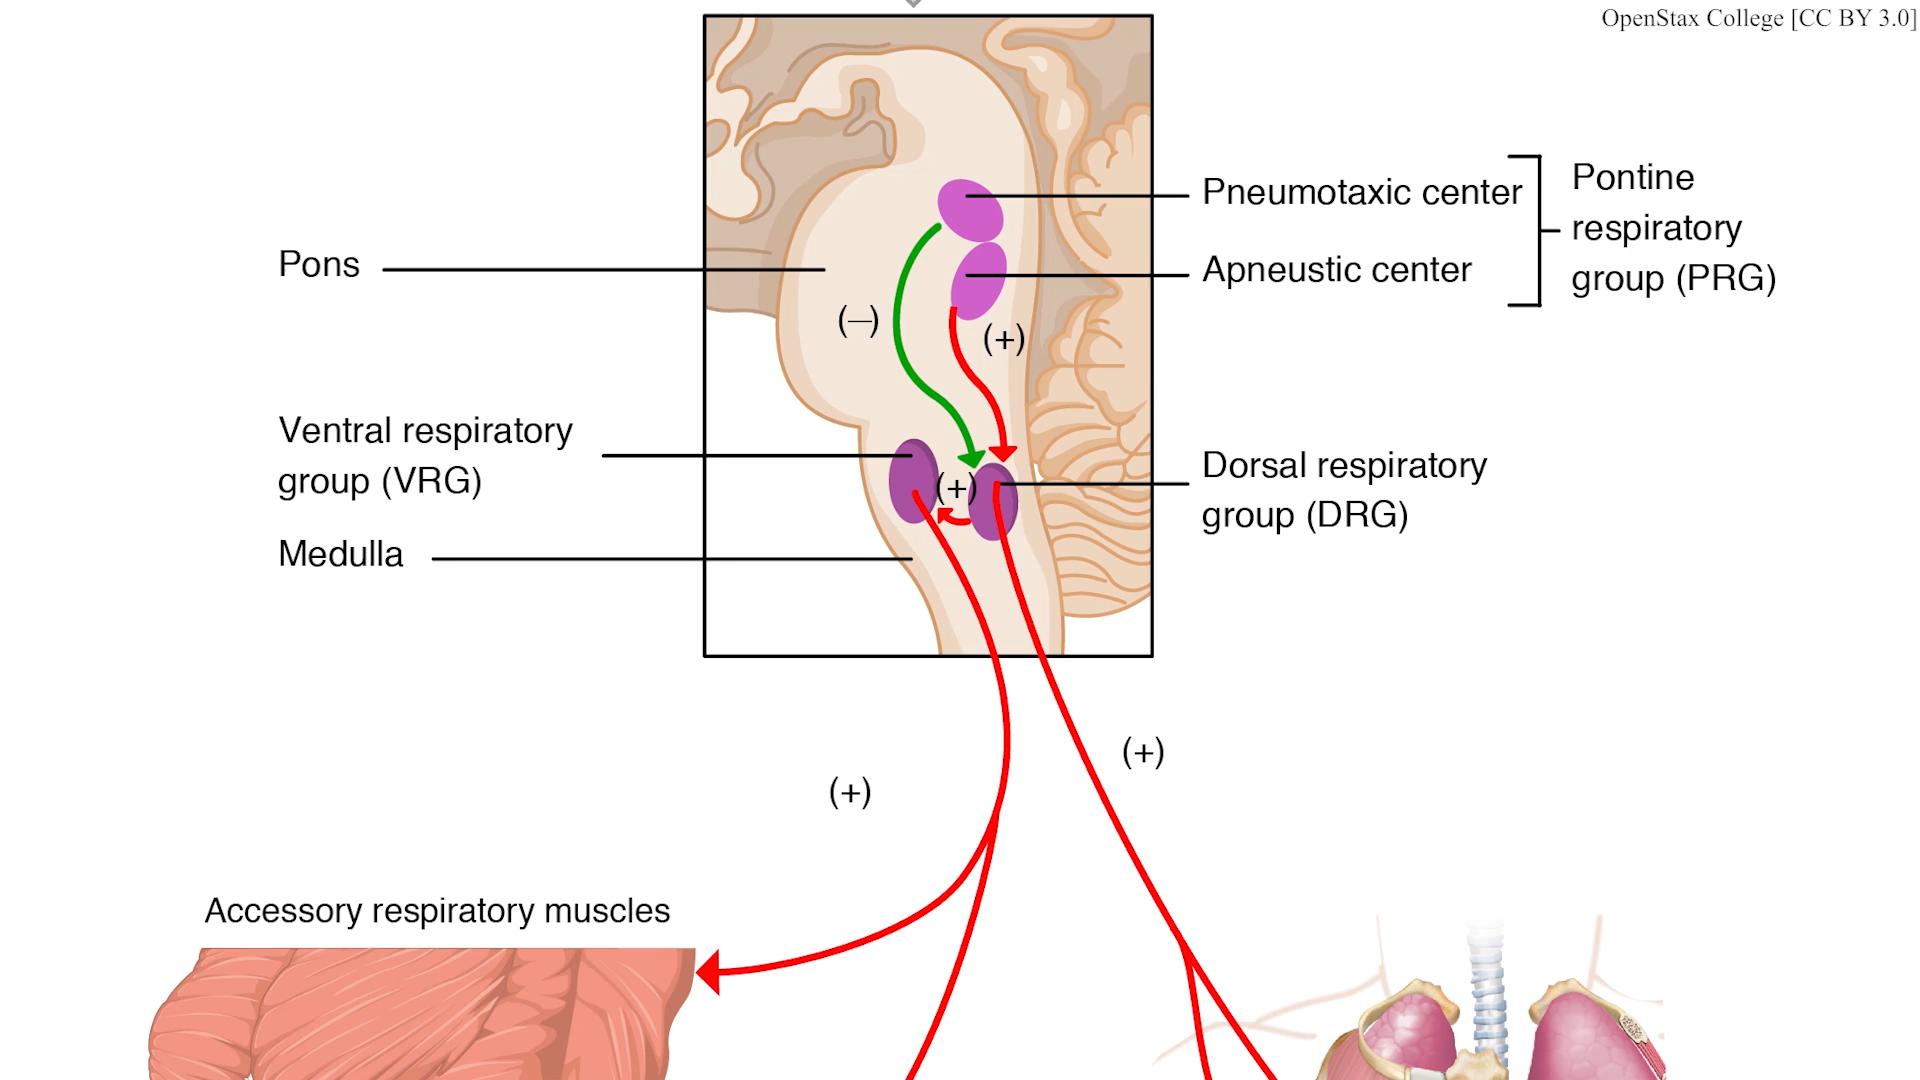 OpenStax College [CC BY 3.0]
Pneumotaxic center
Apneustic center
Pontine
respiratory
group (PRG)
Pons
(—)
(+)
Ventral respiratory
group (VRG)
(+)
Dorsal respiratory
group (DRG)
Medulla
(+)
(+)
Accessory respiratory muscles